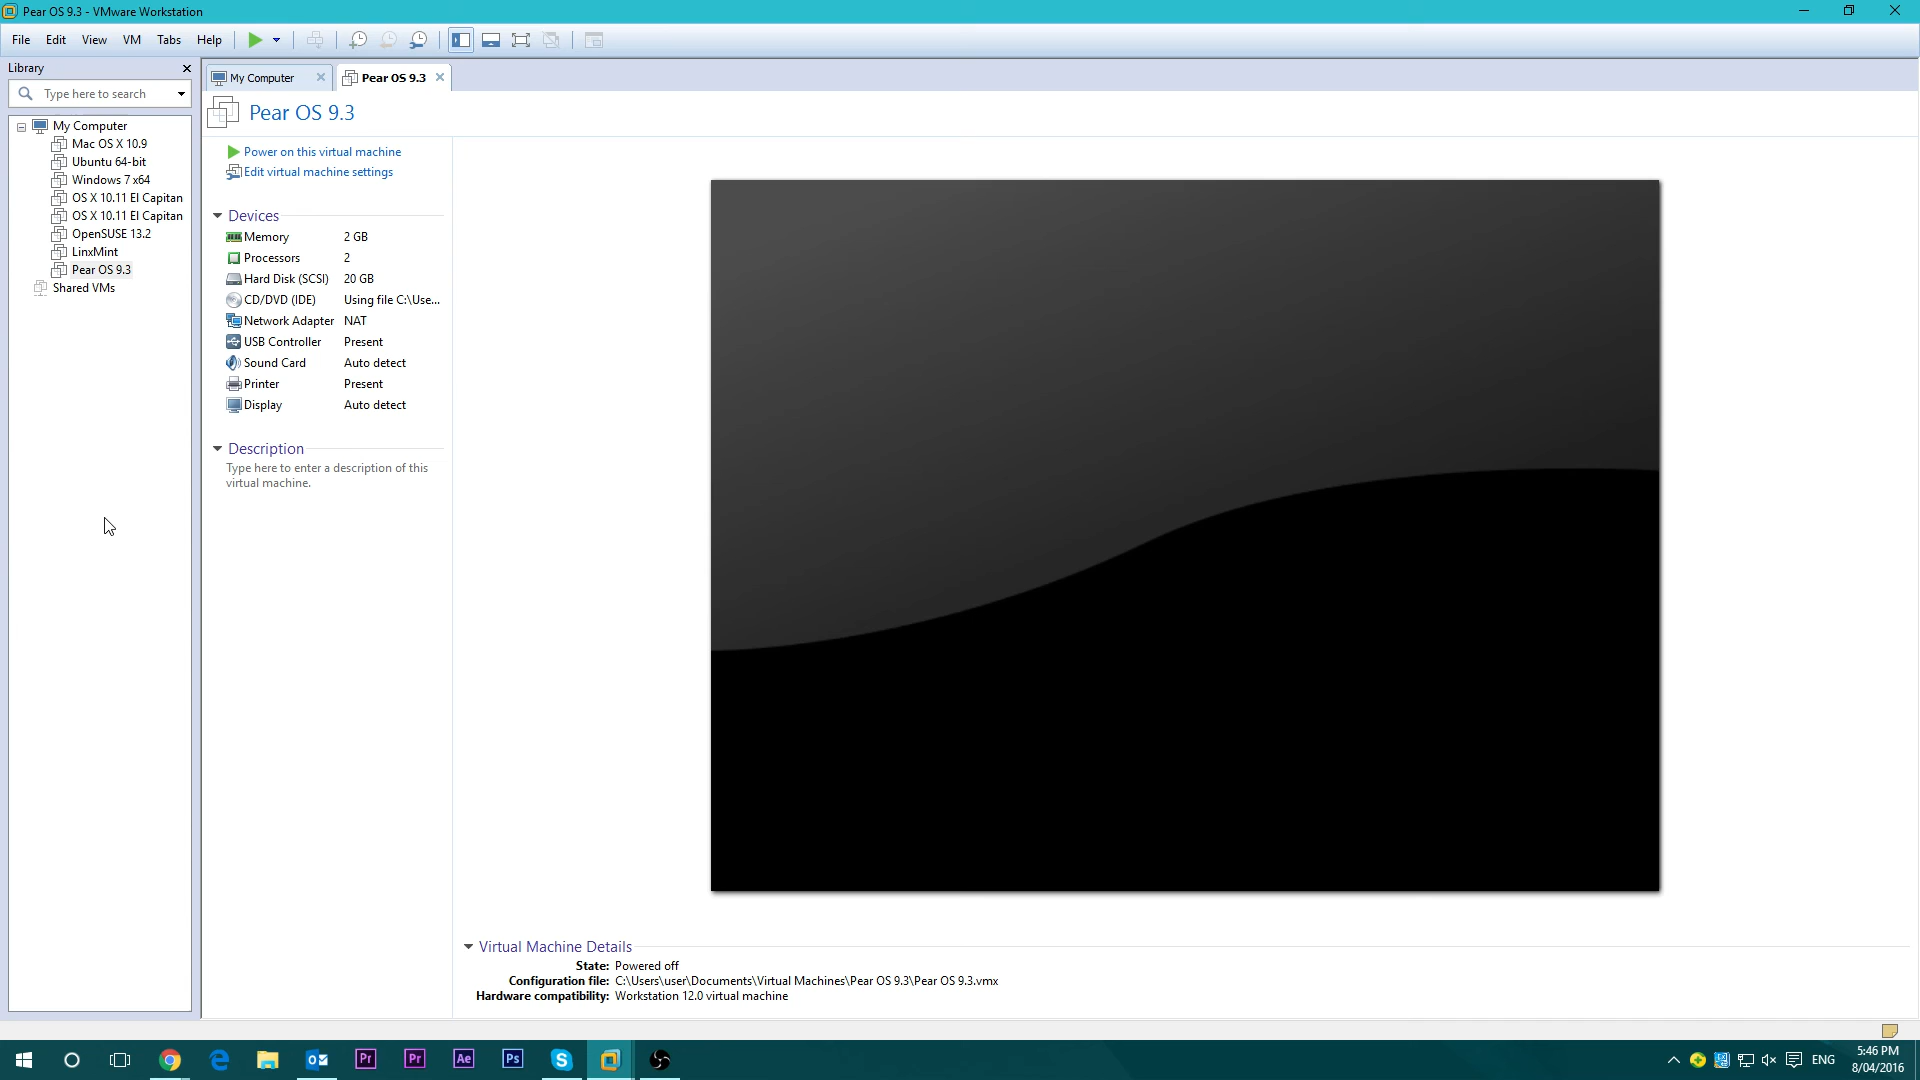 Pear OS 9.3 - VMware Workstation
File Edit View VM Tabs Help
Library
Type here to search
My Computer
Mac OS X 10.9
Ubuntu 64-bit
Windows 7 x64
OS X 10.11 El Capitan
OS X 10.11 El Capitan
OpenSUSE 13.2
LinxMint
Pear OS 9.3
Shared VMs
My Computer Pear OS 9.3
Pear OS 9.3
Power on this virtual machine
Edit virtual machine settings
Devices
Memory 2 GB
Processors 2
Hard Disk (SCSI) 20 GB
CD/DVD (IDE) Using file C:\Use...
Network Adapter NAT
USB Controller Present
Sound Card Auto detect
Printer Present
Display Auto detect
Description
Type here to enter a description of this
virtual machine.
Virtual Machine Details
State: Powered off
Configuration file: C:\Users\user\Documents\Virtual Machines\Pear OS 9.3\Pear OS 9.3.vmx
Hardware compatibility: Workstation 12.0 virtual machine
Pr Pr Ae Ps
ENG
5:46 PM
8/04/2016